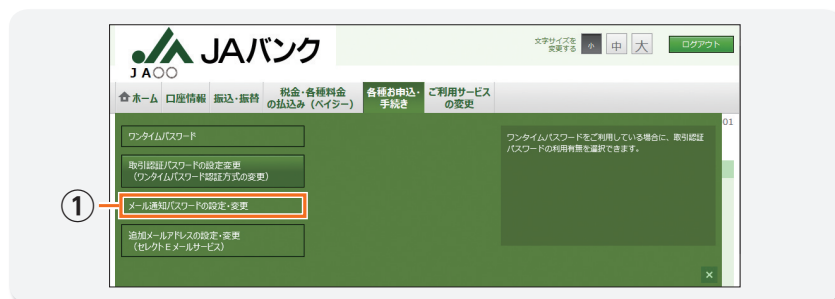 JAバンク
JA○○
文字サイズを
変更する
小 中 大
ログアウト
ホーム 口座情報 振込・振替 税金・各種料金
の払込み（ペイジー） 各種お申込・
手続き ご利用サービス
の変更
01
ワンタイムパスワード
ワンタイムパスワードをご利用している場合に、取引認証
パスワードの利用有無を選択できます。
取引認証パスワードの設定変更
（ワンタイムパスワード認証方式の変更）
① メール通知パスワードの設定・変更
追加メールアドレスの設定・変更
（セレクトEメールサービス）
×